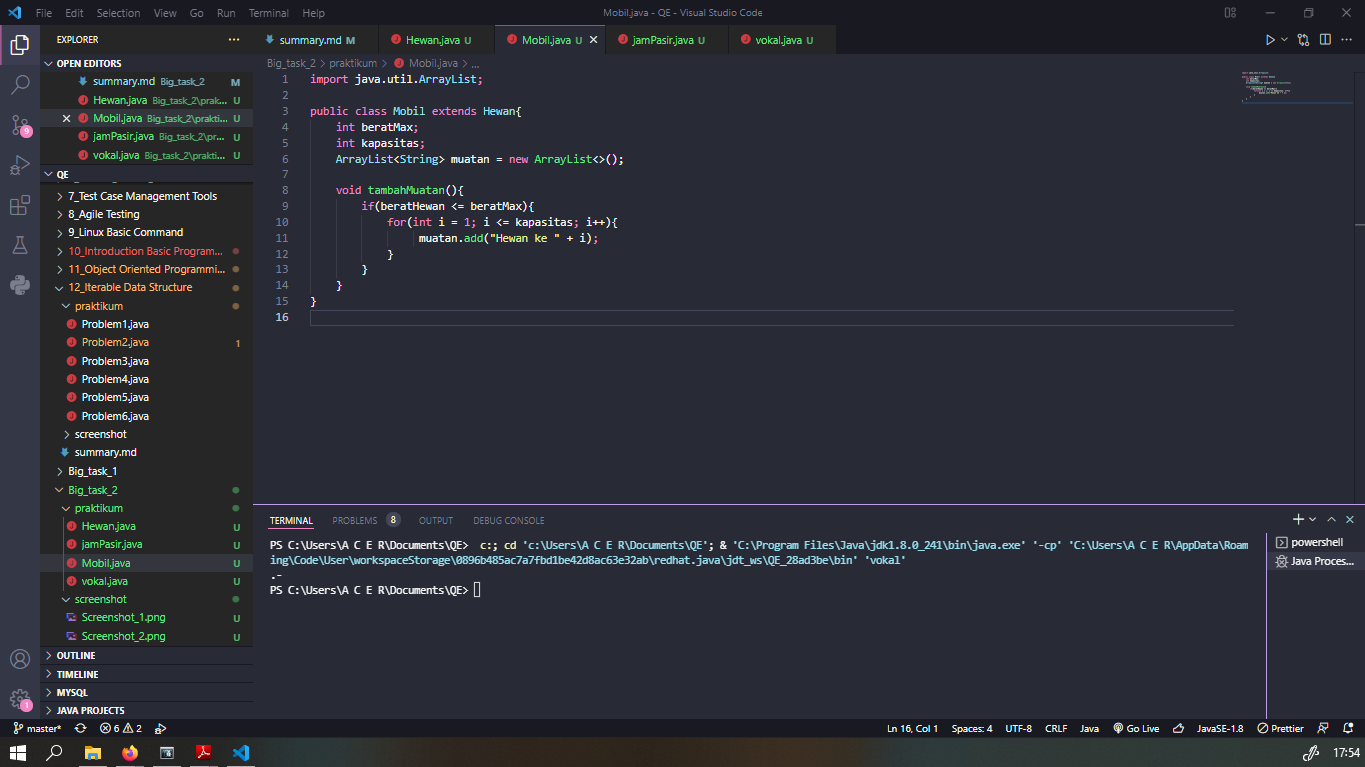 File Edit Selection View Go Run Terminal Help
Mobil.java - QE - Visual Studio Code
EXPLORER
summary.md M
Hewan.java U
Mobil.java U
jamPasir.java U
vokal.java U
OPEN EDITORS
summary.md Big_task_2 M
Hewan.java Big_task_2\prak... U
Mobil.java Big_task_2\prakti... U
jamPasir.java Big_task_2\pr... U
vokal.java Big_task_2\prakti... U
QE
7_Test Case Management Tools
8_Agile Testing
9_Linux Basic Command
10_Introduction Basic Program...
11_Object Oriented Programmi...
12_Iterable Data Structure
praktikum
Problem1.java
Problem2.java 1
Problem3.java
Problem4.java
Problem5.java
Problem6.java
screenshot
summary.md
Big_task_1
Big_task_2
praktikum
Hewan.java U
jamPasir.java U
Mobil.java U
vokal.java U
screenshot
Screenshot_1.png U
Screenshot_2.png U
OUTLINE
TIMELINE
MYSQL
JAVA PROJECTS
9
1
Big_task_2 > praktikum > Mobil.java > ...
1 import java.util.ArrayList;
2
3 public class Mobil extends Hewan{
4 int beratMax;
5 int kapasitas;
6 ArrayList<String> muatan = new ArrayList<>();
7
8 void tambahMuatan(){
9 if(beratHewan <= beratMax){
10 for(int i = 1; i <= kapasitas; i++){
11 muatan.add("Hewan ke " + i);
12 }
13 }
14 }
15 }
16
TERMINAL PROBLEMS 8 OUTPUT DEBUG CONSOLE
PS C:\Users\A C E R\Documents\QE> c:; cd 'c:\Users\A C E R\Documents\QE'; & 'C:\Program Files\Java\jdk1.8.0_241\bin\java.exe' '-cp' 'C:\Users\A C E R\AppData\Roam
ing\Code\User\workspaceStorage\0896b485ac7a7fbd1be42d8ac63e32ab\redhat.java\jdt_ws\QE_28ad3be\bin' 'vokal'
.-
PS C:\Users\A C E R\Documents\QE>
powershell
Java Proces...
master* 6 2
Ln 16, Col 1 Spaces: 4 UTF-8 CRLF Java Go Live JavaSE-1.8 Prettier
17:54